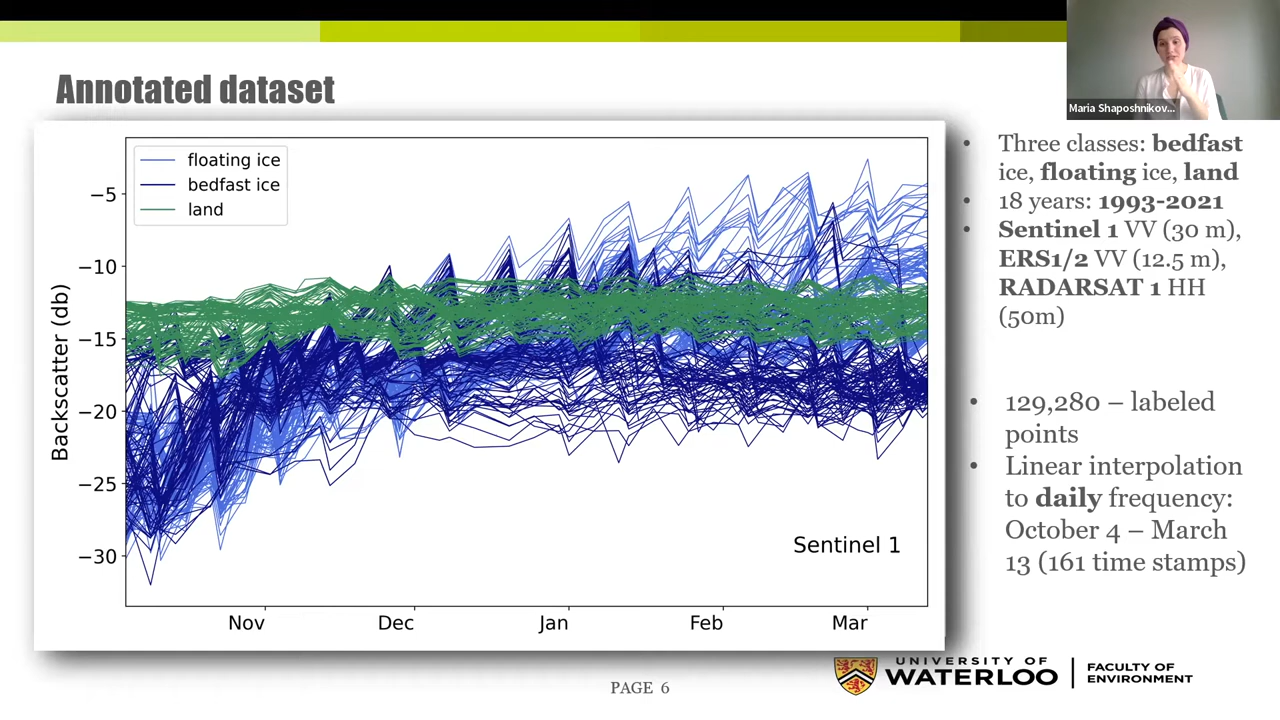 Annotated dataset
Maria Shaposhnikov...
floating ice
bedfast ice
land
−5
−10
−15
−20
−25
−30
Backscatter (db)
Nov
Dec
Jan
Feb
Mar
Sentinel 1
• Three classes: bedfast
ice, floating ice, land
• 18 years: 1993-2021
• Sentinel 1 VV (30 m),
ERS1/2 VV (12.5 m),
RADARSAT 1 HH
(50m)
• 129,280 – labeled
points
• Linear interpolation
to daily frequency:
October 4 – March
13 (161 time stamps)
PAGE 6
UNIVERSITY OF
WATERLOO
FACULTY OF
ENVIRONMENT